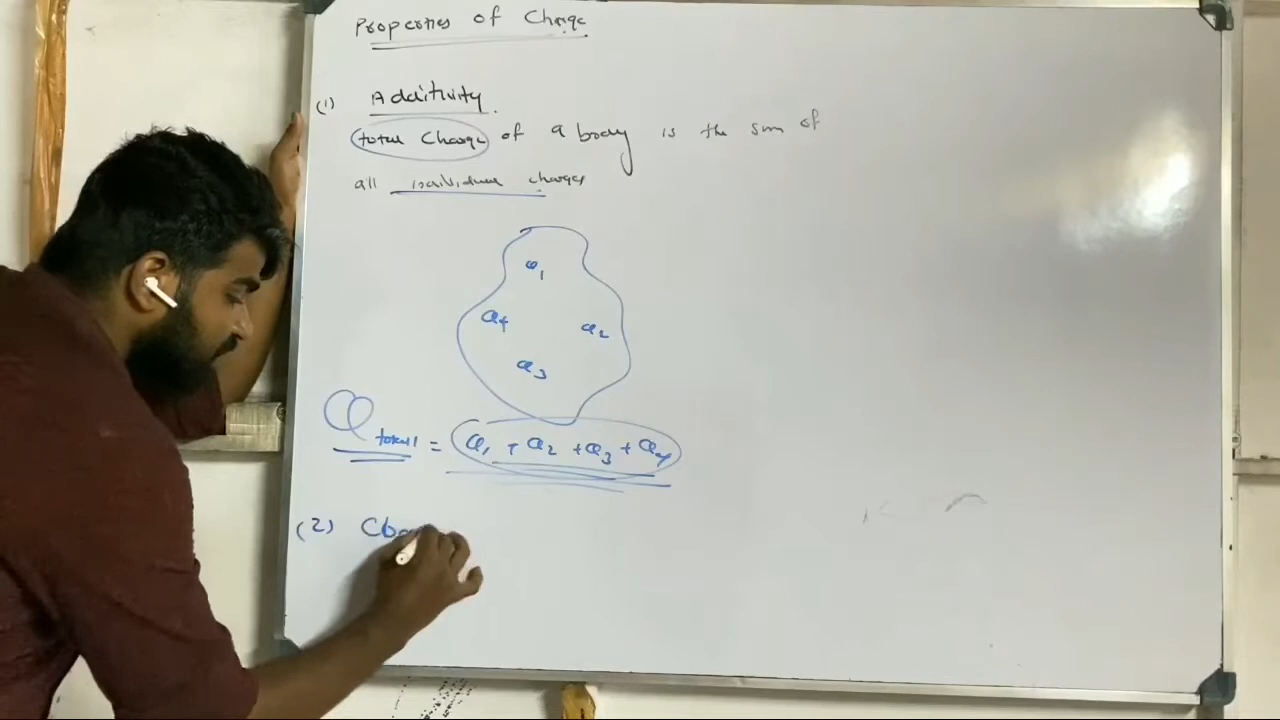 Properties of Charge
(1) Additivity.
total Charge of a body is the sum of
all individual charges
Q1
Q4 Q2
Q3
Q total = Q1 + Q2 + Q3 + Q4
(2) Cha